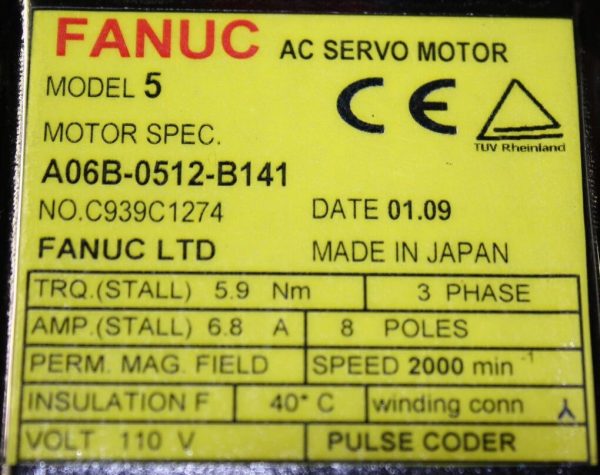 FANUC AC SERVO MOTOR
MODEL 5
CE
TUV Rheinland
MOTOR SPEC.
A06B-0512-B141
NO.C939C1274 DATE 01.09
FANUC LTD MADE IN JAPAN
TRQ.(STALL) 5.9 Nm 3 PHASE
AMP.(STALL) 6.8 A 8 POLES
PERM. MAG. FIELD SPEED 2000 min⁻¹
INSULATION F 40° C winding conn
VOLT 110 V PULSE CODER